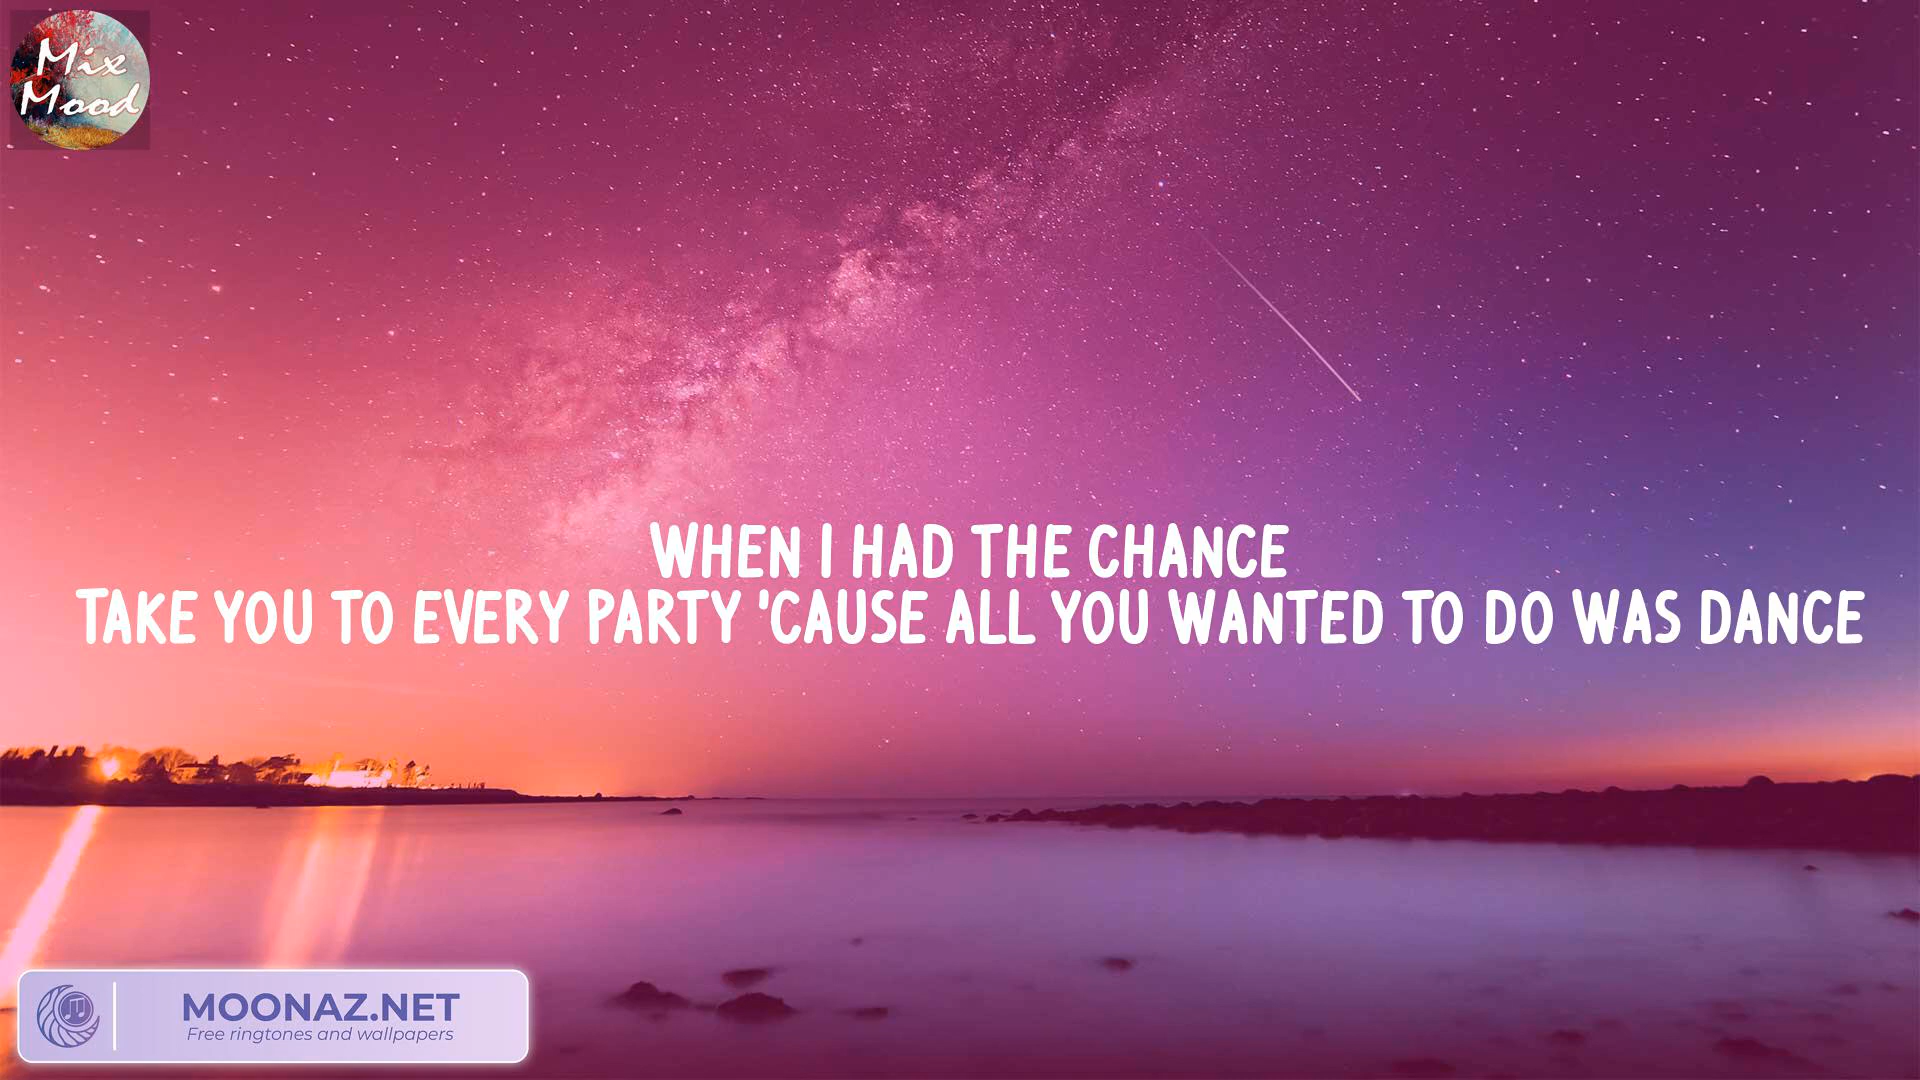 Mix
Mood
WHEN I HAD THE CHANCE
TAKE YOU TO EVERY PARTY 'CAUSE ALL YOU WANTED TO DO WAS DANCE
MOONAZ.NET
Free ringtones and wallpapers